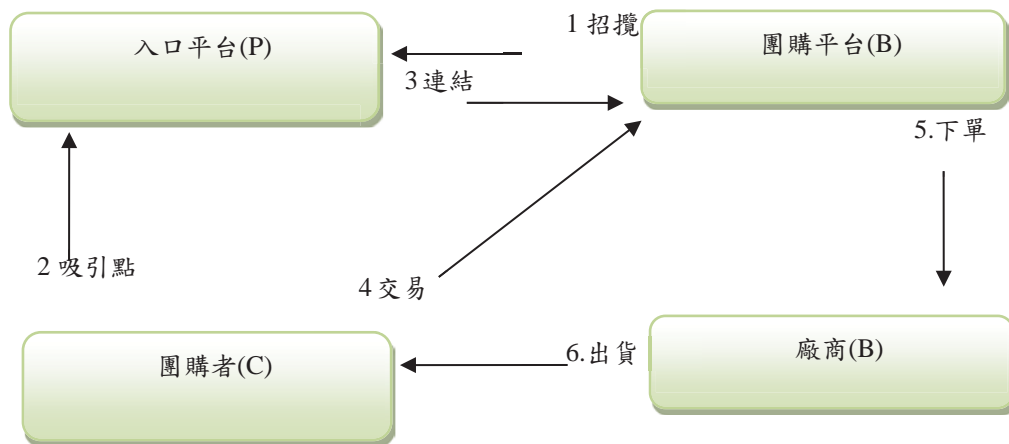 1 招攬
入口平台(P)
團購平台(B)
3 連結
5.下單
2 吸引點
4 交易
團購者(C)
6.出貨
廠商(B)